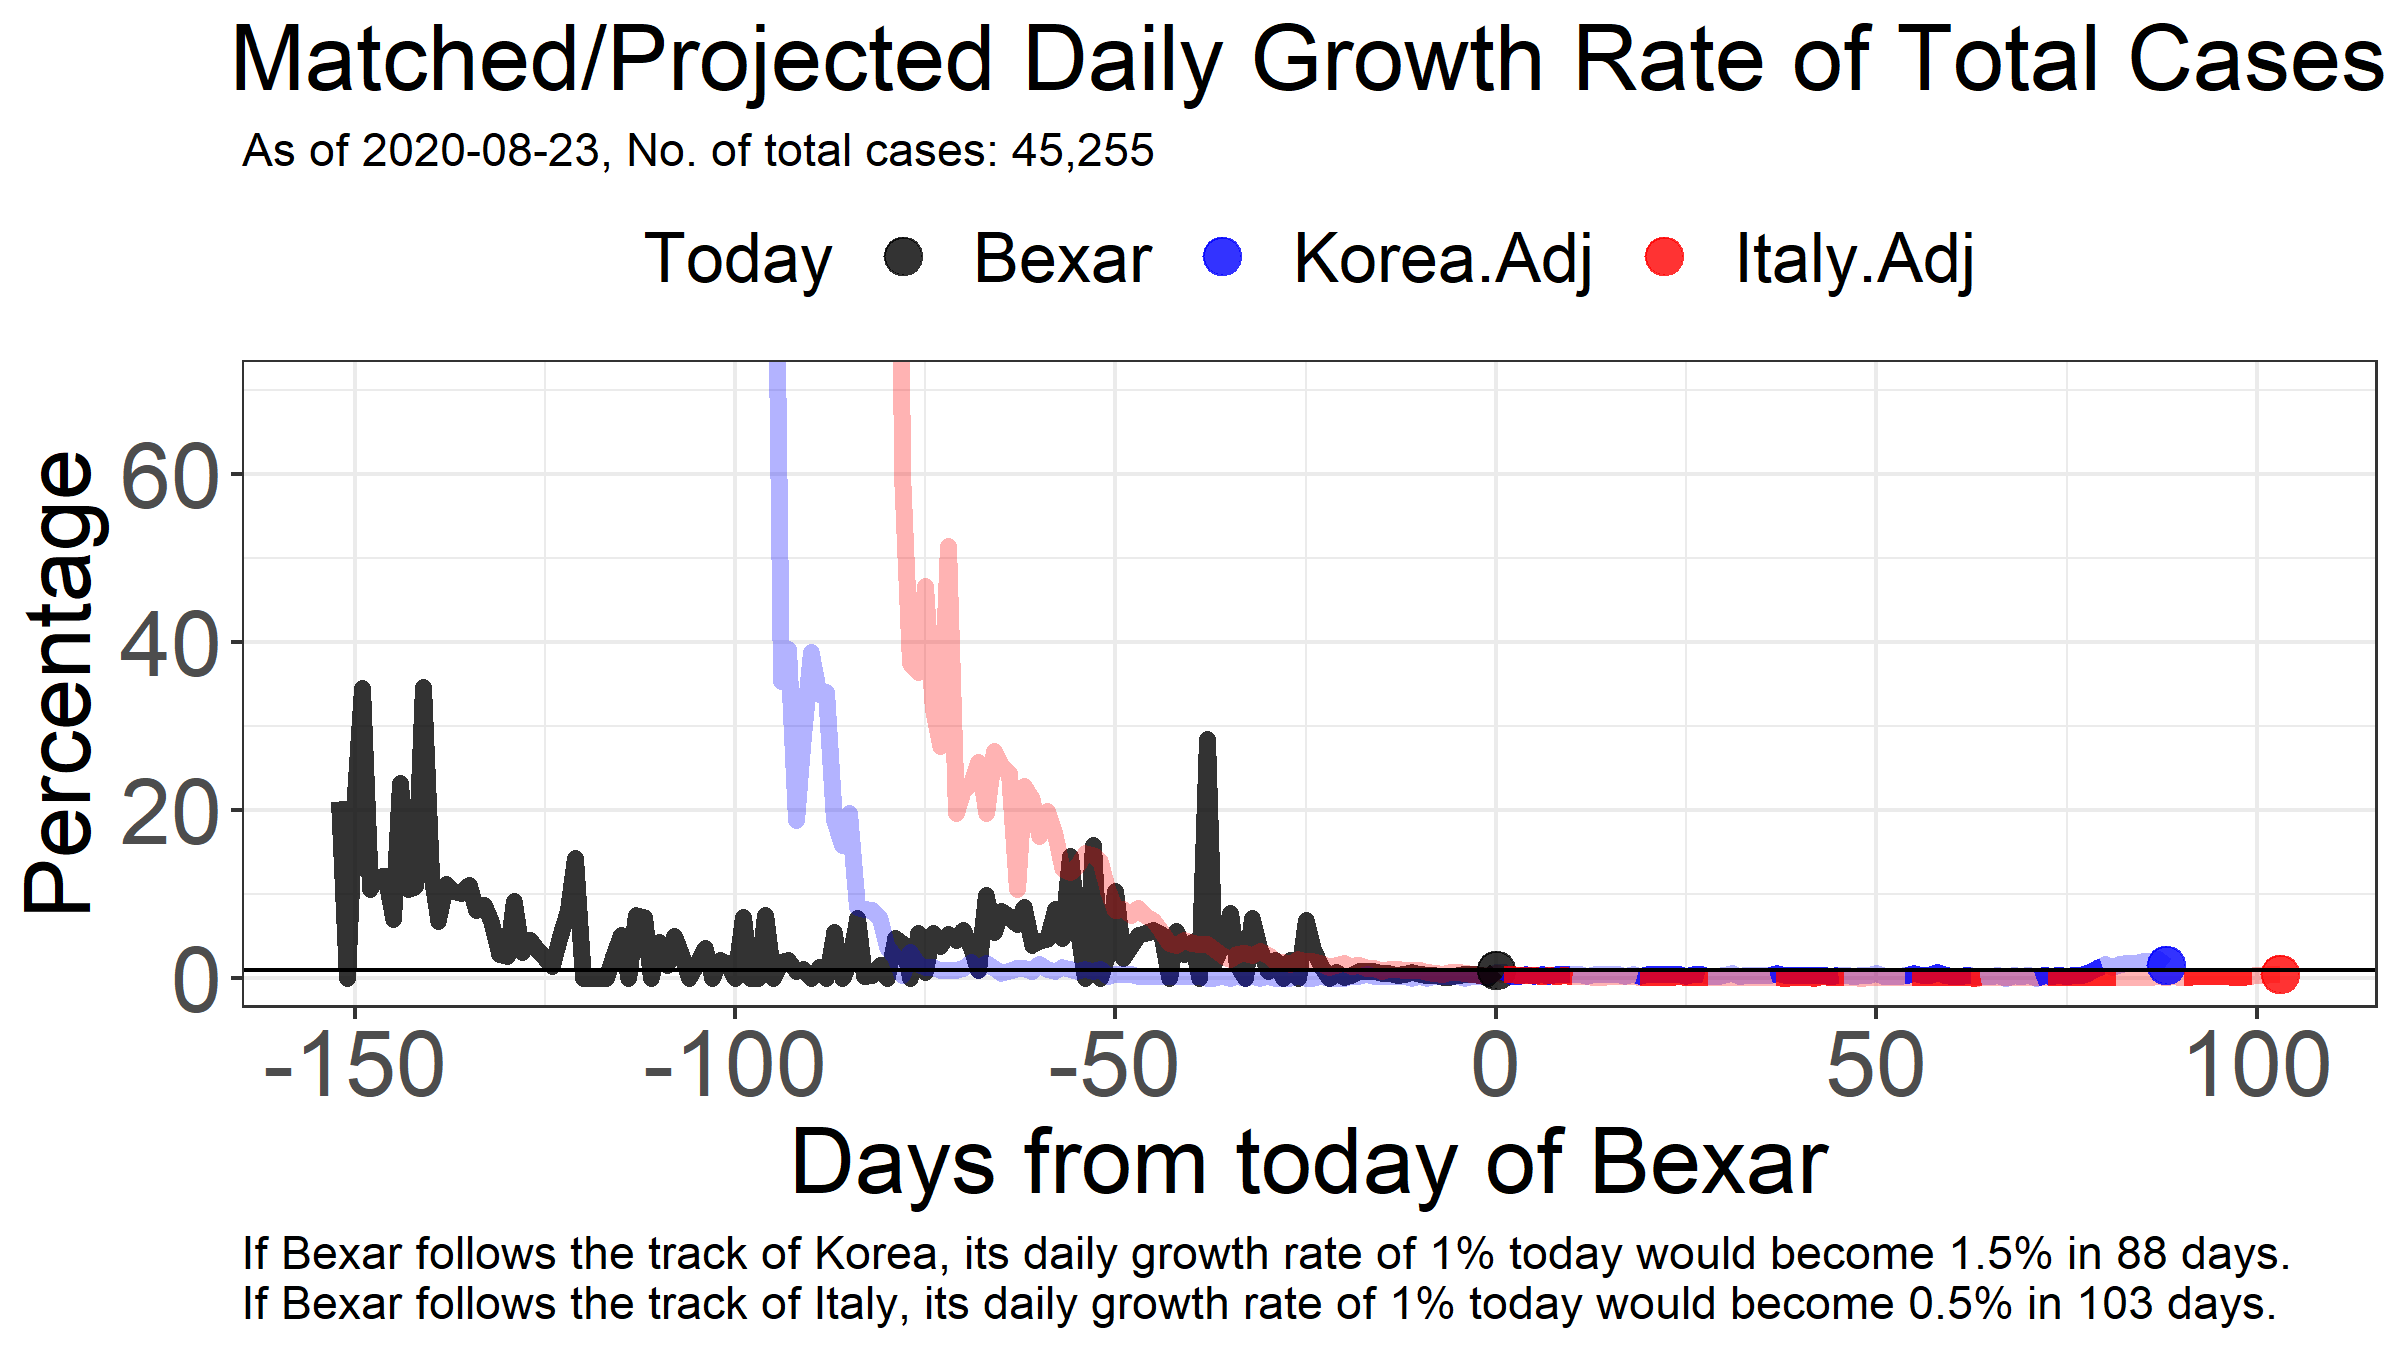 Matched/Projected Daily Growth Rate of Total Cases
As of 2020-08-23, No. of total cases: 45,255
Today Bexar Korea.Adj Italy.Adj
Percentage
60
40
20
0
-150 -100 -50 0 50 100
Days from today of Bexar
If Bexar follows the track of Korea, its daily growth rate of 1% today would become 1.5% in 88 days.
If Bexar follows the track of Italy, its daily growth rate of 1% today would become 0.5% in 103 days.